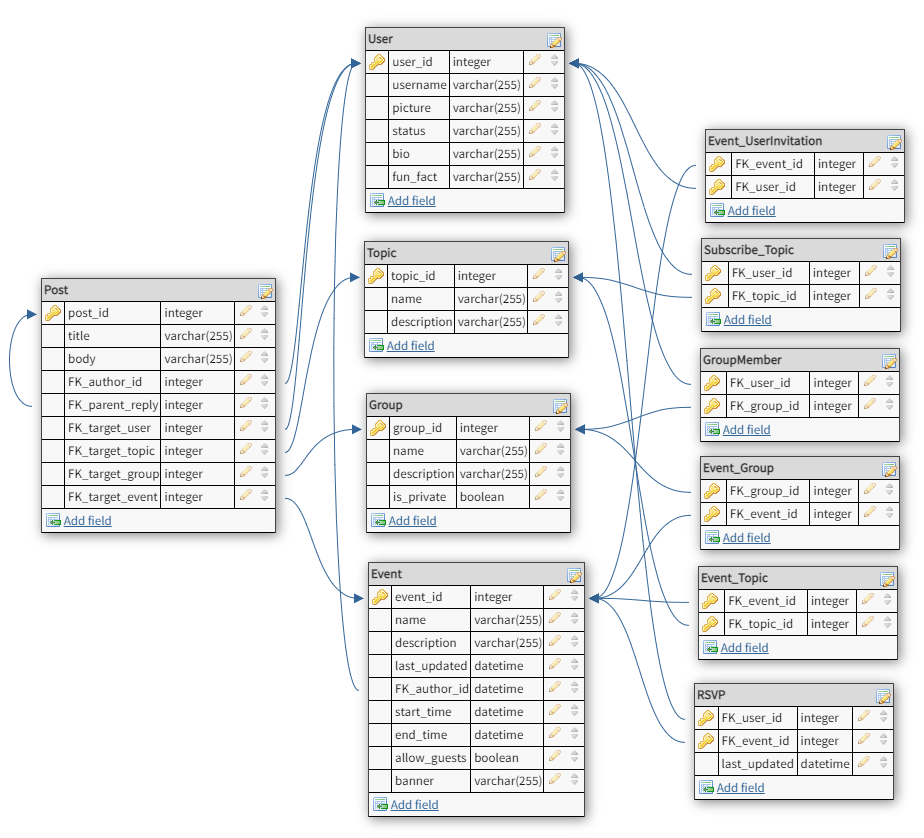 User
user_id integer
username varchar(255)
picture varchar(255)
status varchar(255)
bio varchar(255)
fun_fact varchar(255)
Add field
Topic
topic_id integer
name varchar(255)
description varchar(255)
Add field
Post
post_id integer
title varchar(255)
body varchar(255)
FK_author_id integer
FK_parent_reply integer
FK_target_user integer
FK_target_topic integer
FK_target_group integer
FK_target_event integer
Add field
Group
group_id integer
name varchar(255)
description varchar(255)
is_private boolean
Add field
Event
event_id integer
name varchar(255)
description varchar(255)
last_updated datetime
FK_author_id datetime
start_time datetime
end_time datetime
allow_guests boolean
banner varchar(255)
Add field
Event_UserInvitation
FK_event_id integer
FK_user_id integer
Add field
Subscribe_Topic
FK_user_id integer
FK_topic_id integer
Add field
GroupMember
FK_user_id integer
FK_group_id integer
Add field
Event_Group
FK_group_id integer
FK_event_id integer
Add field
Event_Topic
FK_event_id integer
FK_topic_id integer
Add field
RSVP
FK_user_id integer
FK_event_id integer
last_updated datetime
Add field